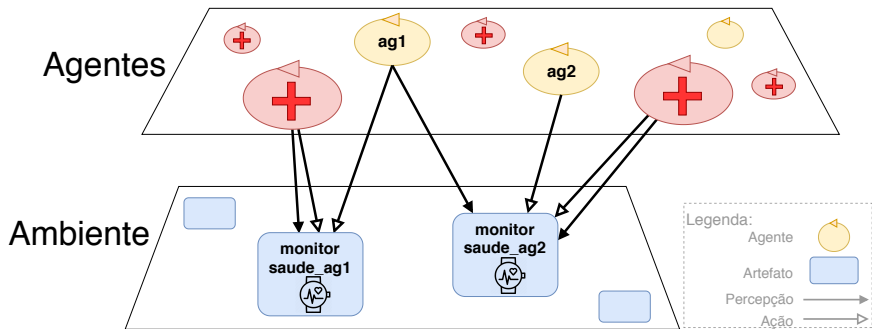 Agentes
ag1
ag2
Ambiente
monitor
saude_ag1
monitor
saude_ag2
Legenda:
Agente
Artefato
Percepção
Ação